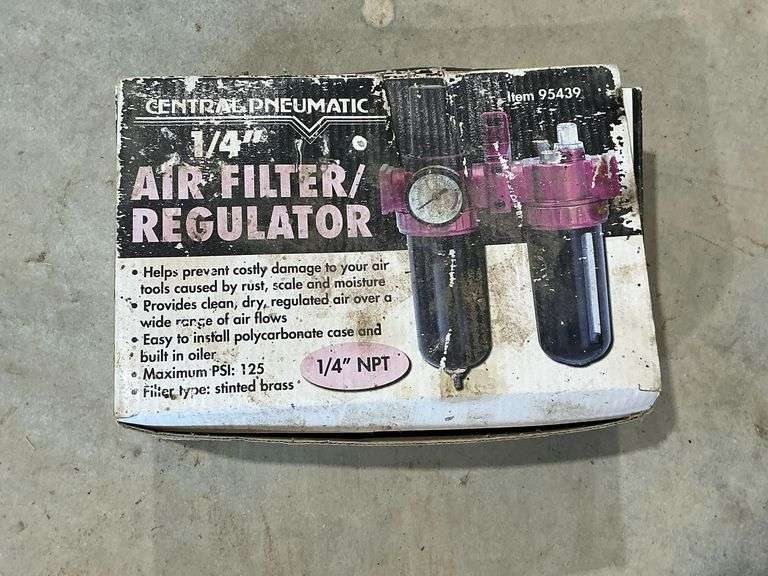 CENTRAL PNEUMATIC
Item 95439
1/4"
AIR FILTER/
REGULATOR
• Helps prevent costly damage to your air
tools caused by rust, scale and moisture
• Provides clean, dry, regulated air over a
wide range of air flows
• Easy to install polycarbonate case and
built in oiler
• Maximum PSI: 125
• Filler type: stinted brass
1/4" NPT